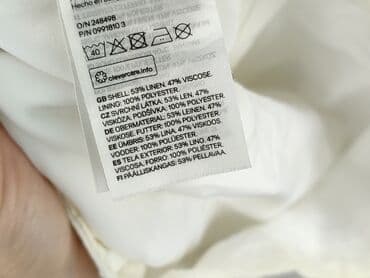 Hecho en
O/N 248498
P/N 0991810 3
40
clevercare.info
GB SHELL: 53% LINEN, 47% VISCOSE.
LINING: 100% POLYESTER.
CZ SVRCHNÍ LÁTKA: 53% LEN, 47%
VISKÓZA. PODŠÍVKA: 100% POLYESTER.
DE OBERMATERIAL: 53% LEINEN, 47%
VISKOSE. FUTTER: 100% POLYESTER.
EE ÜMBRIS: 53% LINA, 47% VISKOOS.
VOODER: 100% POLÜESTER.
ES TELA EXTERIOR: 53% LINO, 47%
VISCOSA. FORRO: 100% POLIÉSTER.
FI PÄÄLLISKANGAS: 53% PELLAVAA,